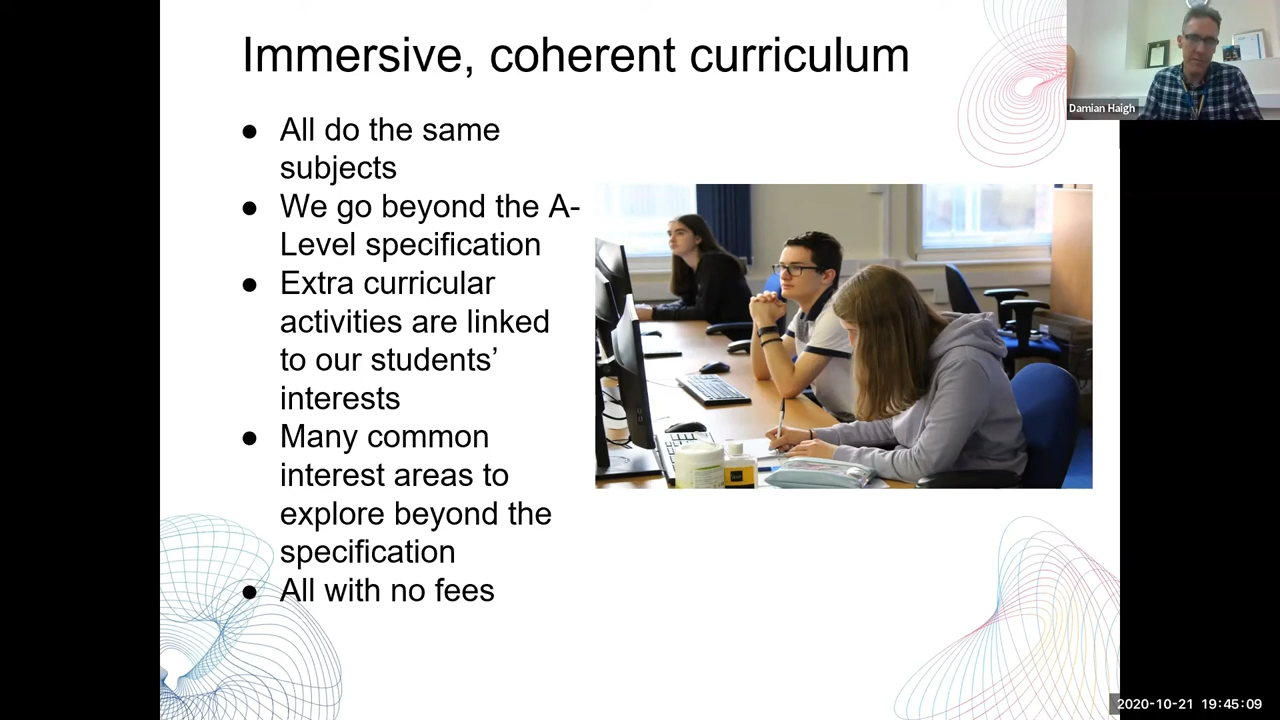 Immersive, coherent curriculum
Damian Haigh
● All do the same
subjects
● We go beyond the A-
Level specification
● Extra curricular
activities are linked
to our students’
interests
● Many common
interest areas to
explore beyond the
specification
● All with no fees
2020-10-21 19:45:09